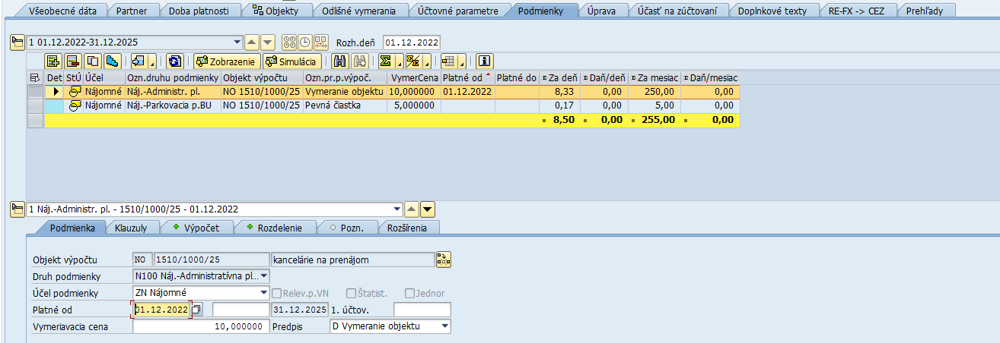 Všeobecné dáta Partner Doba platnosti Objekty Odlišné vymerania Účtovné parametre Podmienky Úprava Účasť na zúčtovaní Doplnkové texty RE-FX -> CEZ Prehľady
1 01.12.2022-31.12.2025 Rozh.deň 01.12.2022
Zobrazenie Simulácia
Det StÚ Účel Ozn.druhu podmienky Objekt výpočtu Ozn.pr.p.výpoč. VymerCena Platné od Platné do Za deň Daň/deň Za mesiac Daň/mesiac
Nájomné Náj.-Administr. pl. NO 1510/1000/25 Vymeranie objektu 10,000000 01.12.2022 8,33 0,00 250,00 0,00
Nájomné Náj.-Parkovacia p.BU NO 1510/1000/25 Pevná čiastka 5,000000 0,17 0,00 5,00 0,00
8,50 0,00 255,00 0,00
1 Náj.-Administr. pl. - 1510/1000/25 - 01.12.2022
Podmienka Klauzuly Výpočet Rozdelenie Pozn. Rozšírenia
Objekt výpočtu NO 1510/1000/25 kancelárie na prenájom
Druh podmienky N100 Náj.-Administratívna pl...
Účel podmienky ZN Nájomné Relev.p.VN Štatist. Jednor
Platné od 01.12.2022 31.12.2025 1. účtov.
Vymeriavacia cena 10,000000 Predpis D Vymeranie objektu